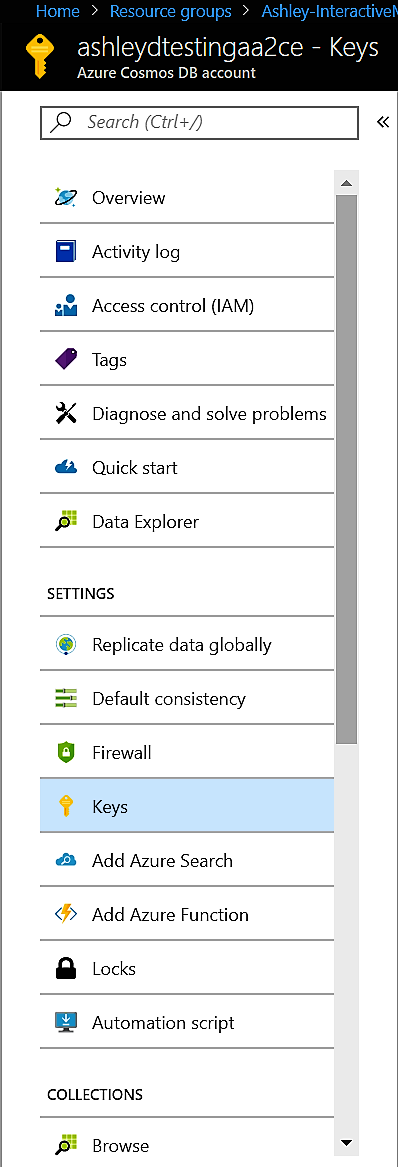 Home > Resource groups > Ashley-InteractiveM
ashleydtestingaa2ce - Keys
Azure Cosmos DB account
Search (Ctrl+/)
Overview
Activity log
Access control (IAM)
Tags
Diagnose and solve problems
Quick start
Data Explorer
SETTINGS
Replicate data globally
Default consistency
Firewall
Keys
Add Azure Search
Add Azure Function
Locks
Automation script
COLLECTIONS
Browse